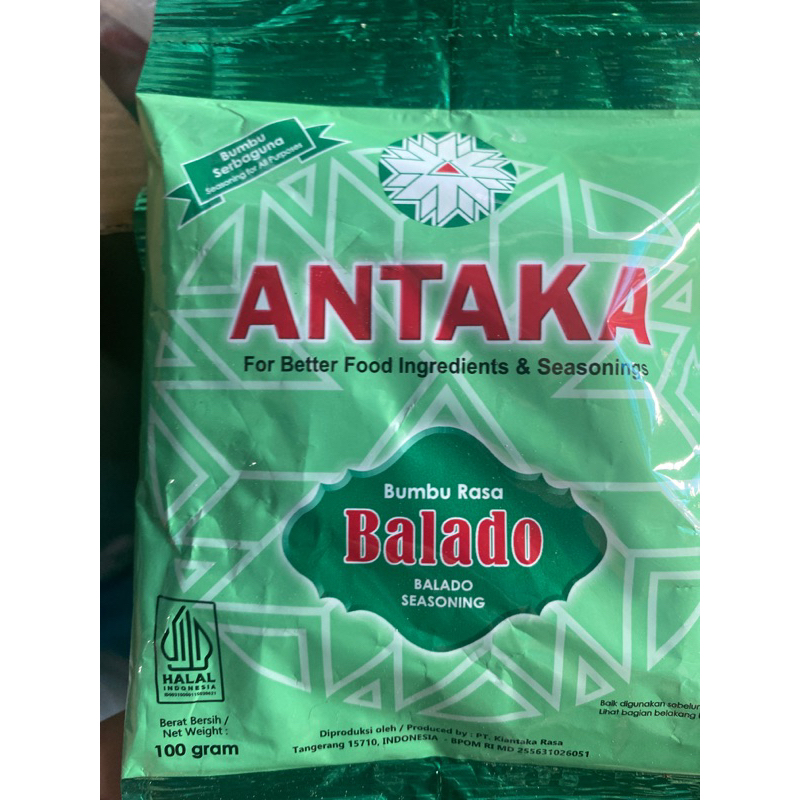 Bumbu
Serbaguna
Seasoning for All Purposes
ANTAKA
For Better Food Ingredients & Seasonings
Bumbu Rasa
Balado
BALADO
SEASONING
HALAL
INDONESIA
Berat Bersih /
Net Weight :
100 gram
Diproduksi oleh / Produced by : PT. Kiantaka Rasa
Tangerang 15710, INDONESIA - BPOM RI MD 255631026051
Baik digunakan sebelum
Lihat bagian belakang